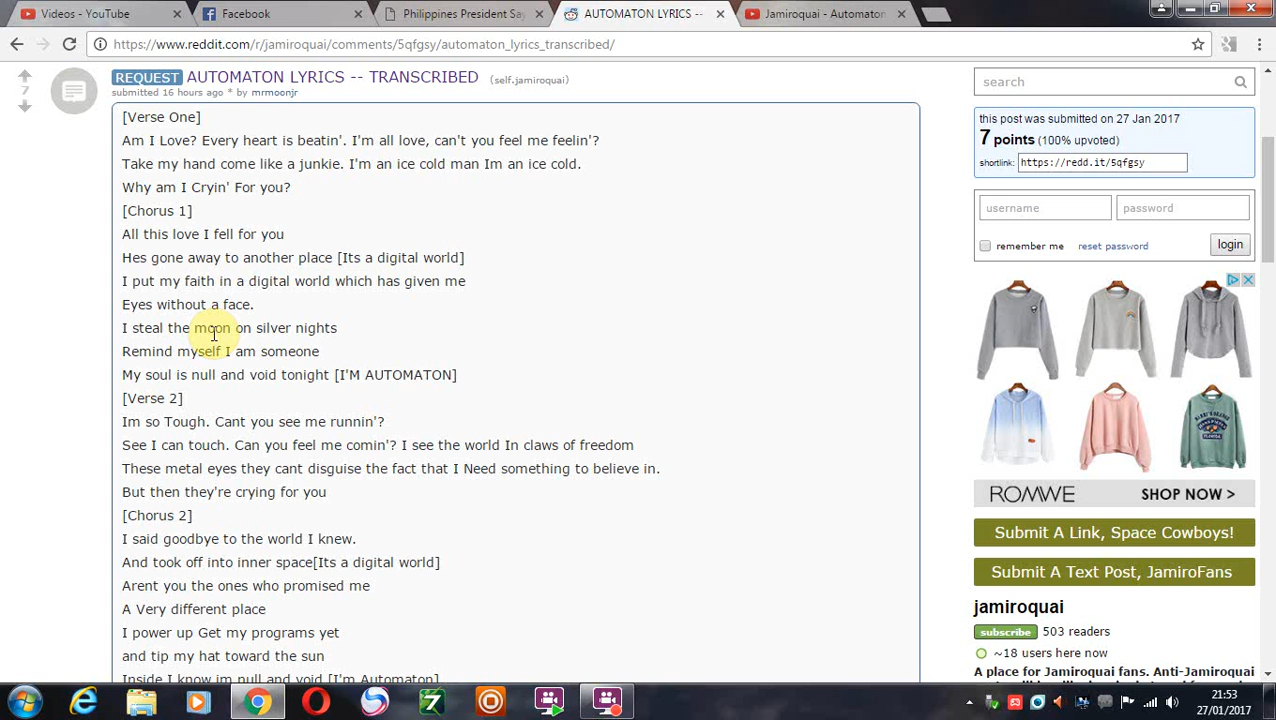 Videos - YouTube
Facebook
Philippines President Say
AUTOMATON LYRICS --
Jamiroquai - Automaton
https://www.reddit.com/r/jamiroquai/comments/5qfgsy/automaton_lyrics_transcribed/
7
REQUEST AUTOMATON LYRICS -- TRANSCRIBED (self.jamiroquai)
submitted 16 hours ago * by mrmoonjr
[Verse One]
Am I Love? Every heart is beatin'. I'm all love, can't you feel me feelin'?
Take my hand come like a junkie. I'm an ice cold man Im an ice cold.
Why am I Cryin' For you?
[Chorus 1]
All this love I fell for you
Hes gone away to another place [Its a digital world]
I put my faith in a digital world which has given me
Eyes without a face.
I steal the moon on silver nights
Remind myself I am someone
My soul is null and void tonight [I'M AUTOMATON]
[Verse 2]
Im so Tough. Cant you see me runnin'?
See I can touch. Can you feel me comin'? I see the world In claws of freedom
These metal eyes they cant disguise the fact that I Need something to believe in.
But then they're crying for you
[Chorus 2]
I said goodbye to the world I knew.
And took off into inner space[Its a digital world]
Arent you the ones who promised me
A Very different place
I power up Get my programs yet
and tip my hat toward the sun
Inside I know im null and void [I'm Automaton]
search
this post was submitted on 27 Jan 2017
7 points (100% upvoted)
shortlink: https://redd.it/5qfgsy
username
password
remember me
reset password
login
ROMWE
SHOP NOW >
Submit A Link, Space Cowboys!
Submit A Text Post, JamiroFans
jamiroquai
subscribe 503 readers
~18 users here now
A place for Jamiroquai fans. Anti-Jamiroquai
21:53
27/01/2017